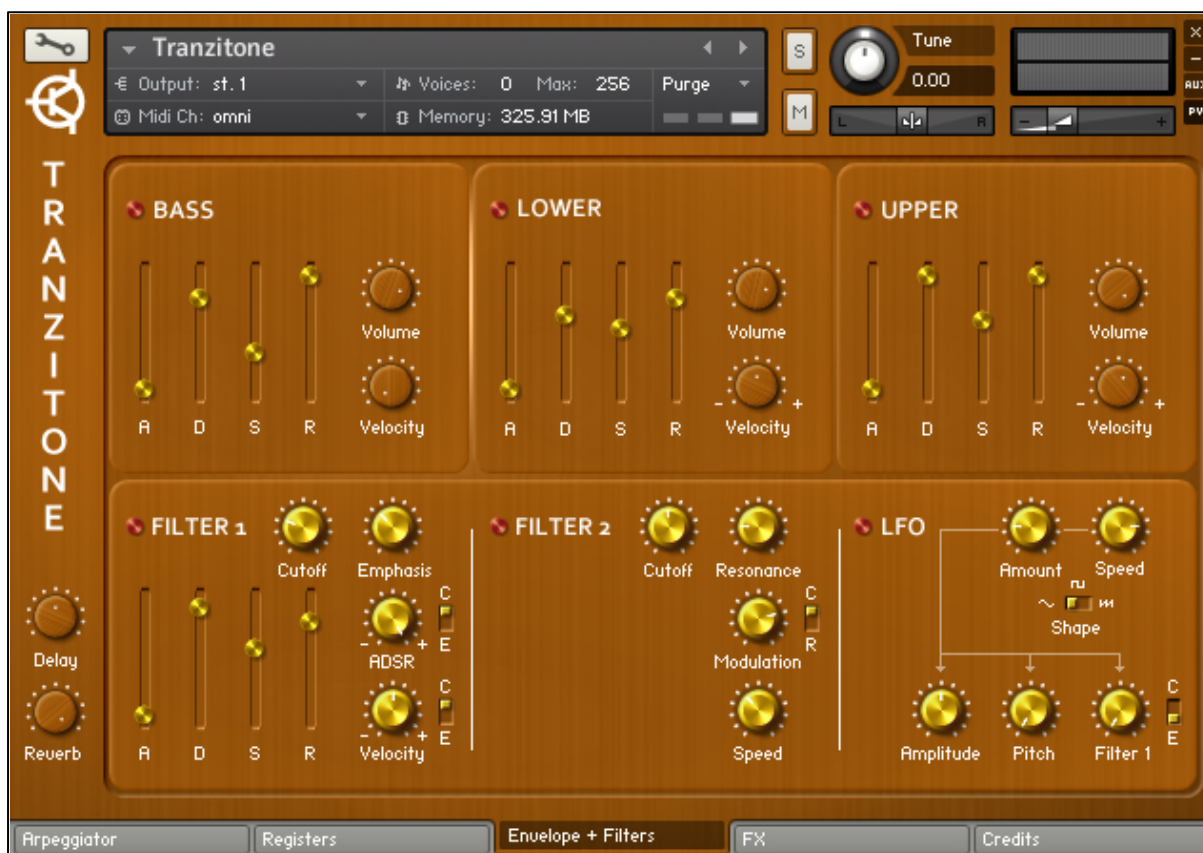 Tranzitone
S
Tune
×
Output: st. 1
Voices: 0 Max: 256
Purge
0.00
−
AUX
Midi Ch: omni
Memory: 325.91 MB
M
L
R
−
+
PV
TRANZITONE
BASS
LOWER
UPPER
Volume
Volume
Volume
- +
- +
A D S R Velocity
A D S R Velocity
A D S R Velocity
FILTER 1
FILTER 2
LFO
Cutoff Emphasis
Cutoff Resonance
Amount Speed
C
E
- +
ADSR
C
R
Modulation
Shape
Delay
C
E
- +
C
E
Reverb
A D S R Velocity
Speed
Amplitude Pitch Filter 1
Arpeggiator
Registers
Envelope + Filters
FX
Credits